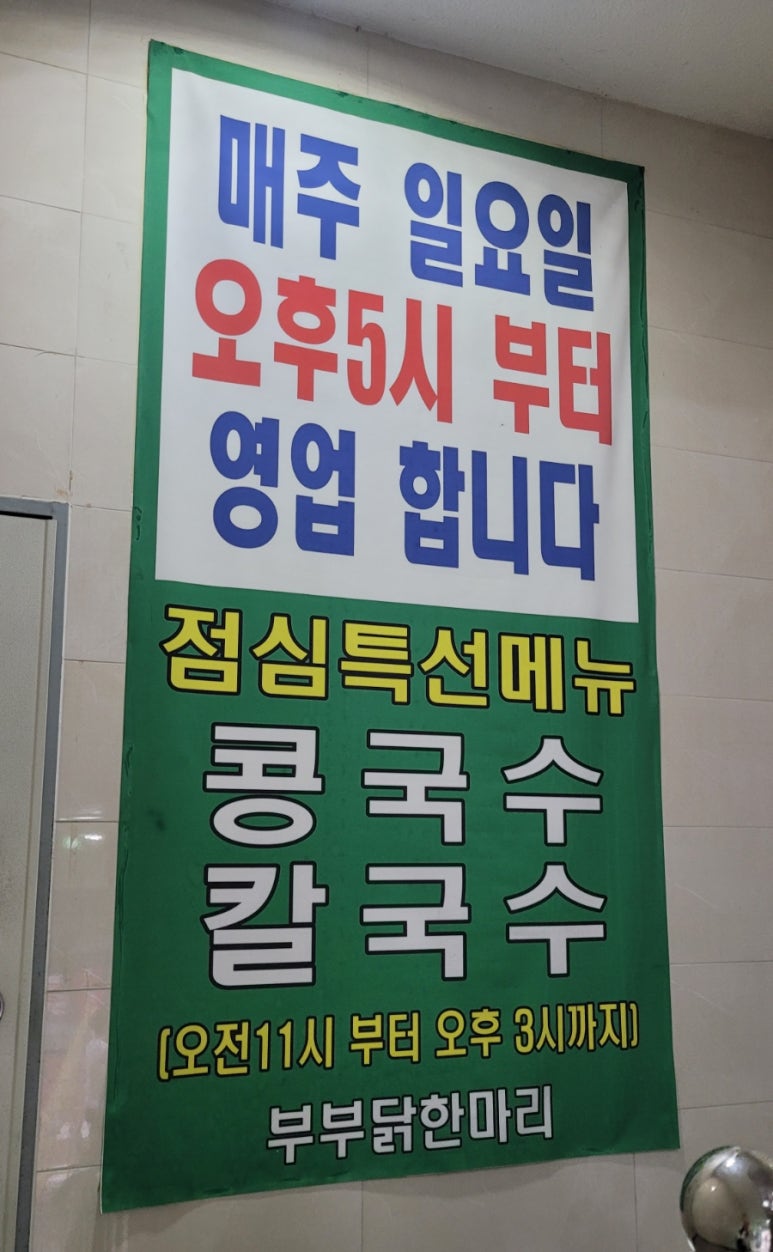 매주 일요일
오후5시 부터
영업 합니다
점심특선메뉴
콩국수
칼국수
(오전11시 부터 오후 3시까지)
부부닭한마리